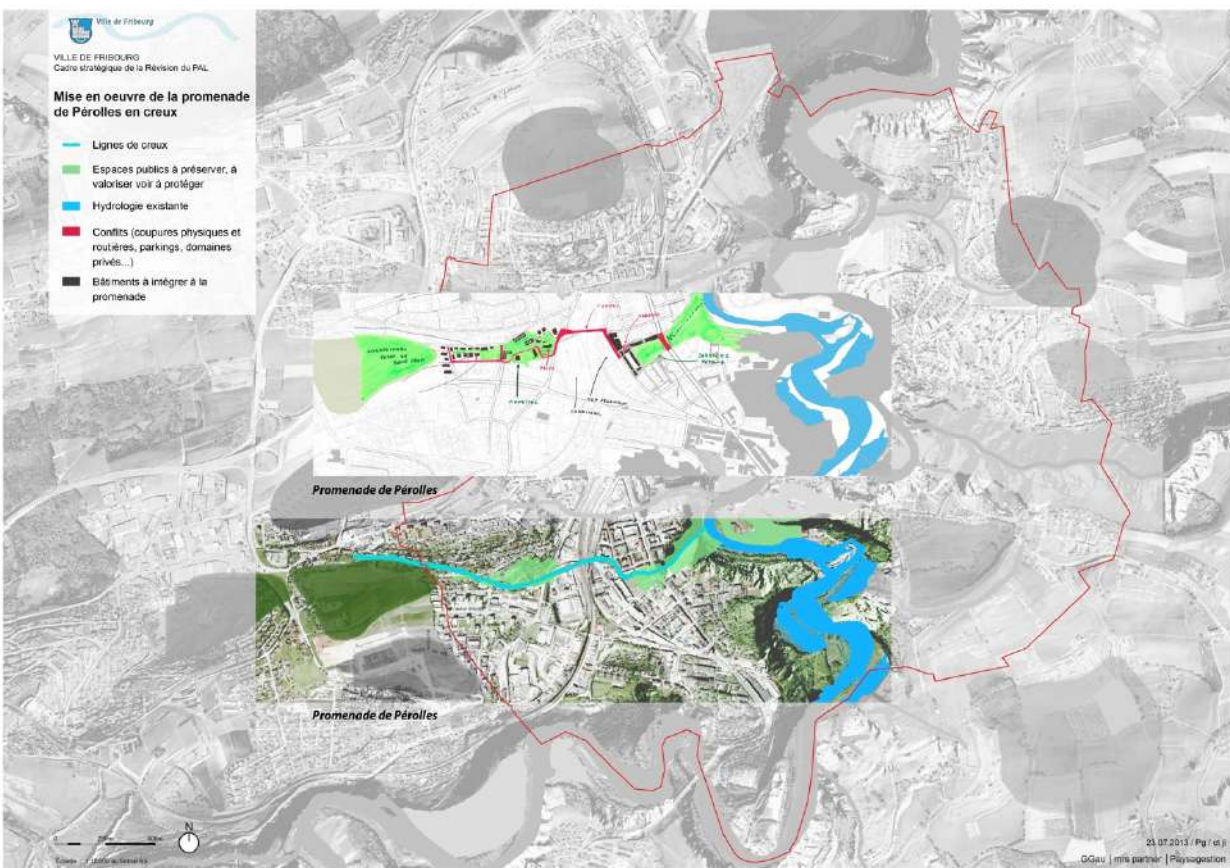 Ville de Fribourg
VILLE DE FRIBOURG
Cadre stratégique de la Révision du PAL
Mise en oeuvre de la promenade
de Pérolles en creux
Lignes de creux
Espaces publics à préserver, à
valoriser voir à protéger
Hydrologie existante
Conflits (coupures physiques et
routières, parkings, domaines
privés...)
Bâtiments à intégrer à la
promenade
Promenade de Pérolles
Promenade de Pérolles
N
23.07.2013 / Pg /
GGau | mrs partner | Paysagestion